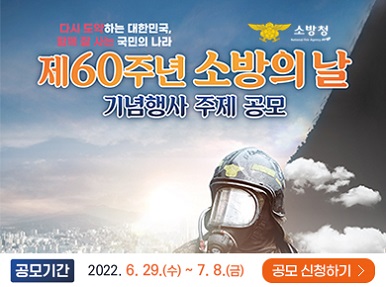 다시 도약하는 대한민국,
함께 잘 사는 국민의 나라
소방청
National Fire Agency
제60주년 소방의 날
기념행사 주제 공모
공모기간 2022. 6. 29.(수) ~ 7. 8.(금) 공모 신청하기 >